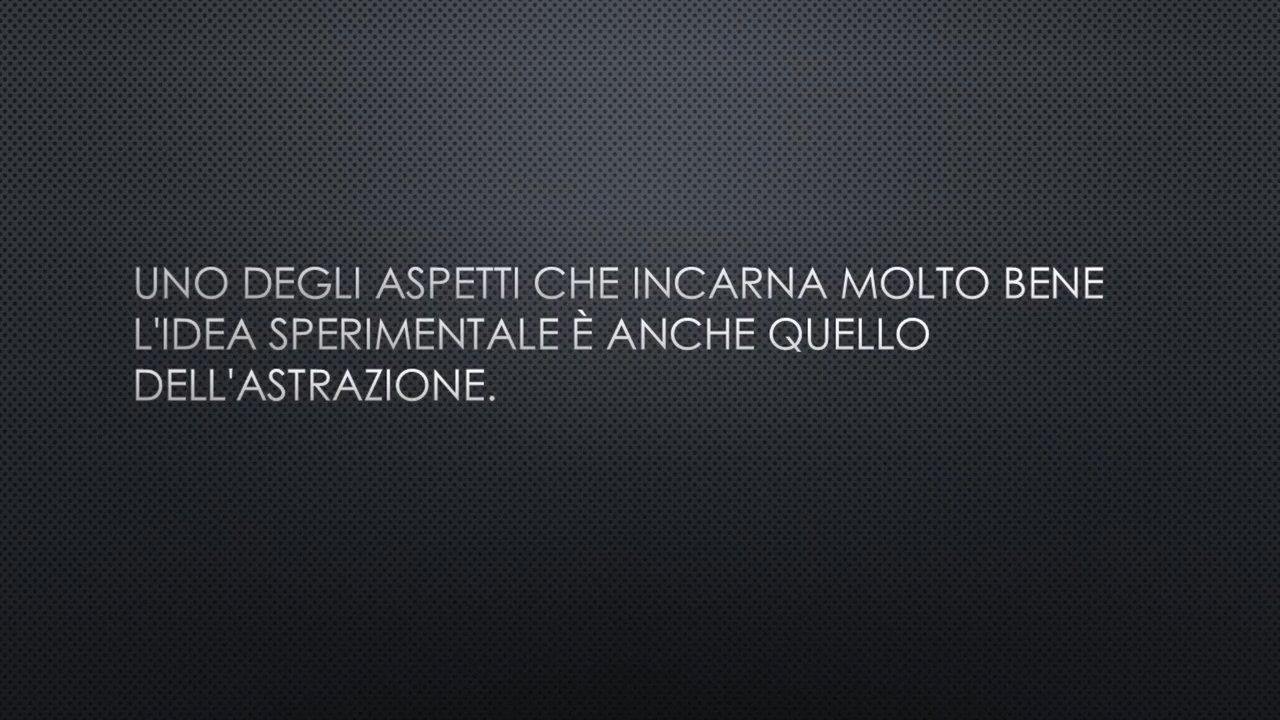 UNO DEGLI ASPETTI CHE INCARNA MOLTO BENE
L'IDEA SPERIMENTALE È ANCHE QUELLO
DELL'ASTRAZIONE.